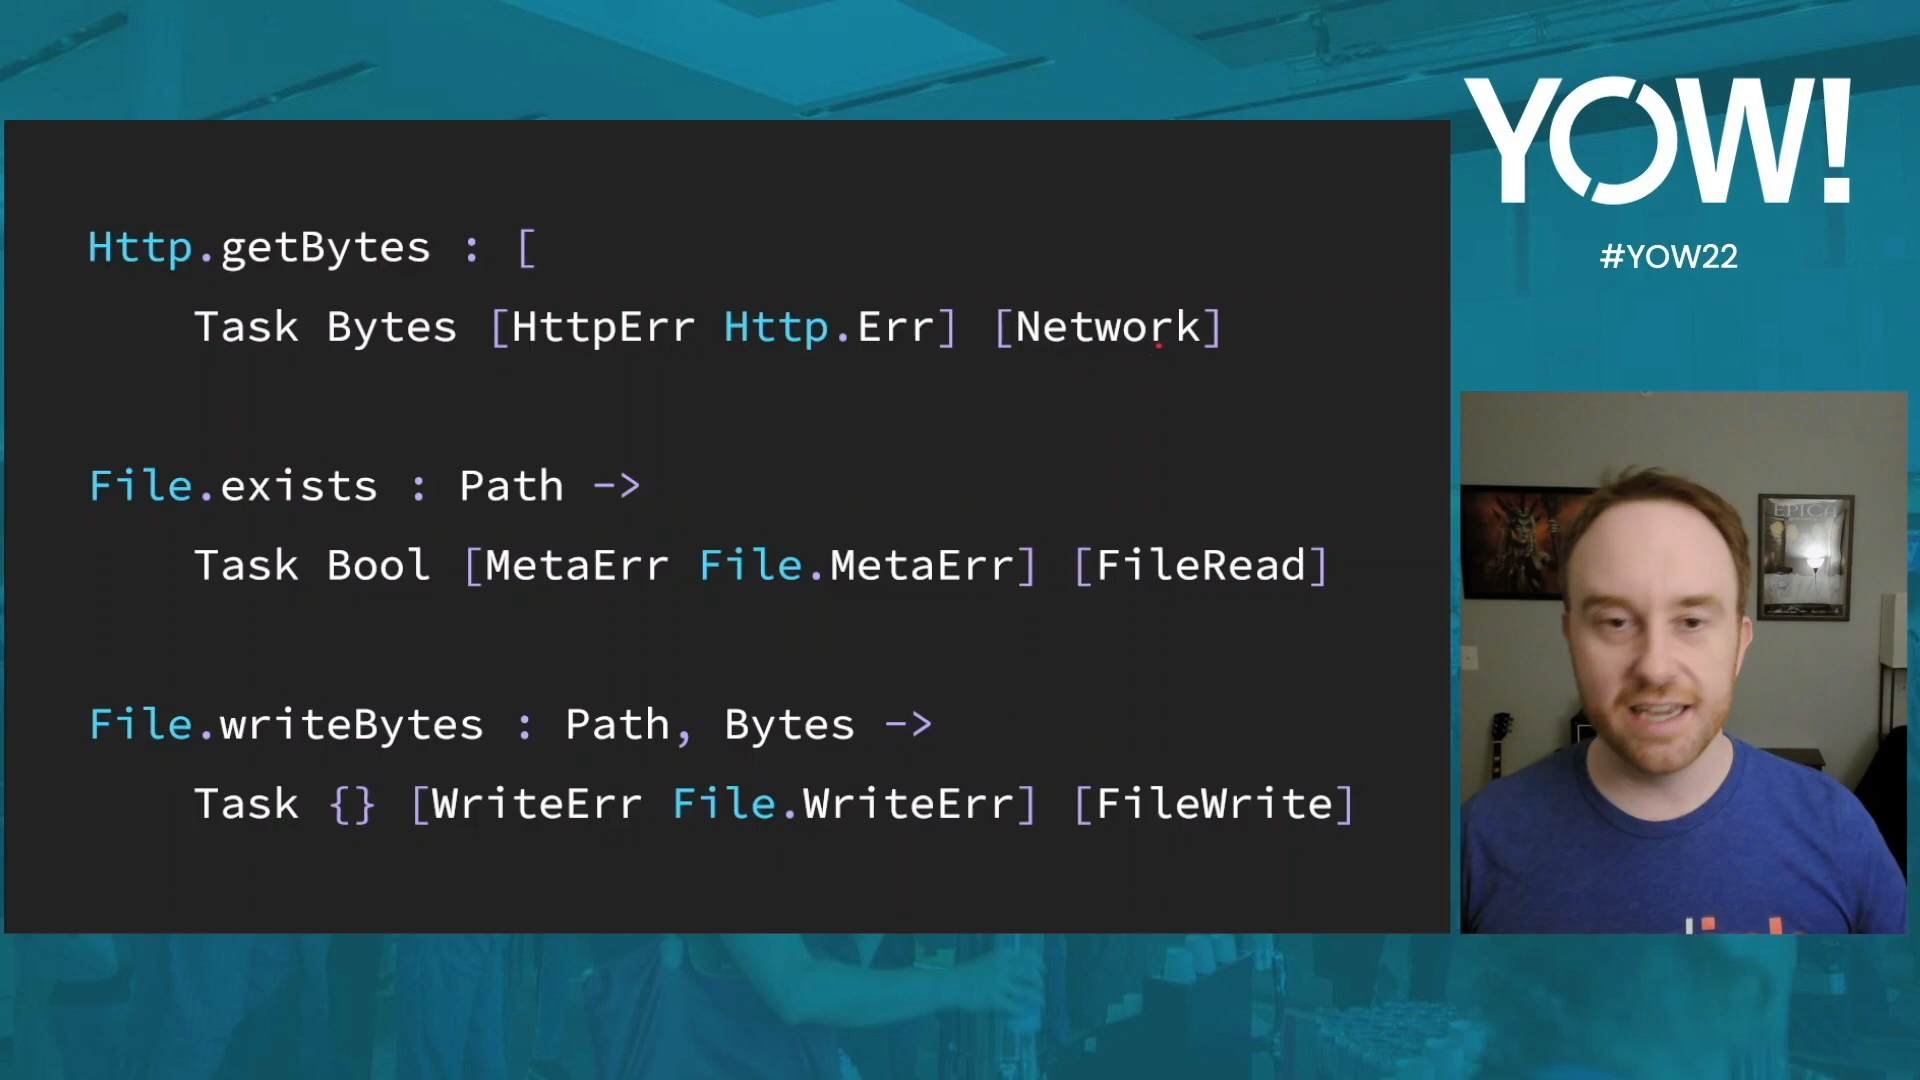 Http.getBytes : [
Task Bytes [HttpErr Http.Err] [Network]
File.exists : Path ->
Task Bool [MetaErr File.MetaErr] [FileRead]
File.writeBytes : Path, Bytes ->
Task {} [WriteErr File.WriteErr] [FileWrite]
YOW!
#YOW22
EPICA